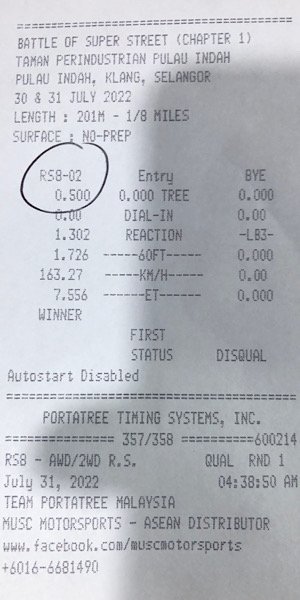 ================================
BATTLE OF SUPER STREET (CHAPTER 1)
TAMAN PERINDUSTRIAN PULAU INDAH
PULAU INDAH, KLANG, SELANGOR
30 & 31 JULY 2022
LENGTH : 201M - 1/8 MILES
SURFACE : NO-PREP
RS8-02 Entry BYE
0.500 0.000 TREE 0.000
0.00 DIAL-IN 0.00
1.302 REACTION -LB3-
1.726 ------60FT----- 0.000
163.27 ------KM/H----- 0.00
7.556 ------ET------ 0.000
WINNER
FIRST
STATUS DISQUAL
Autostart Disabled
================================
PORTATREE TIMING SYSTEMS, INC.
=============== 357/358 ==========600214
RS8 - AWD/2WD R.S. QUAL RND 1
July 31, 2022 04:38:50 AM
TEAM PORTATREE MALAYSIA
MUSC MOTORSPORTS - ASEAN DISTRIBUTOR
www.facebook.com/muscmotorsports
+6016-6681490